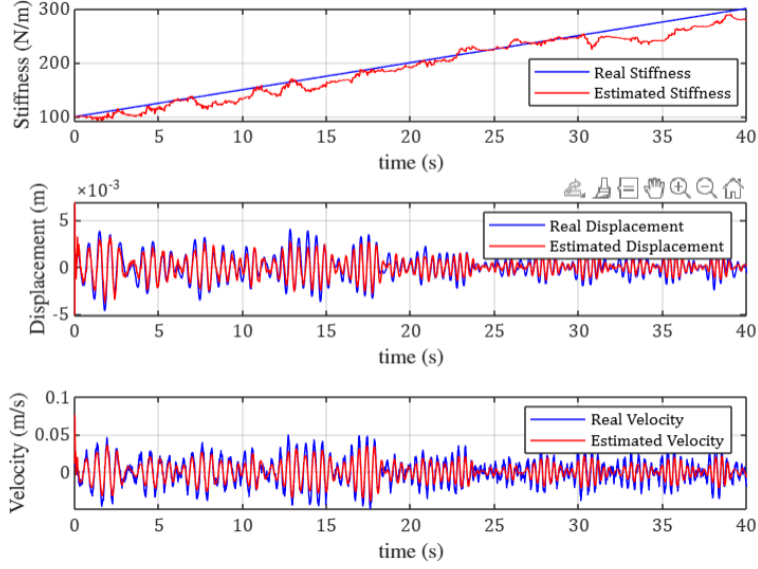 300
200
100
Stiffness (N/m)
Real Stiffness
Estimated Stiffness
0 5 10 15 20 25 30 35 40
time (s)
×10⁻³
5
0
-5
Displacement (m)
Real Displacement
Estimated Displacement
0 5 10 15 20 25 30 35 40
time (s)
0.1
0.05
0
Velocity (m/s)
Real Velocity
Estimated Velocity
0 5 10 15 20 25 30 35 40
time (s)